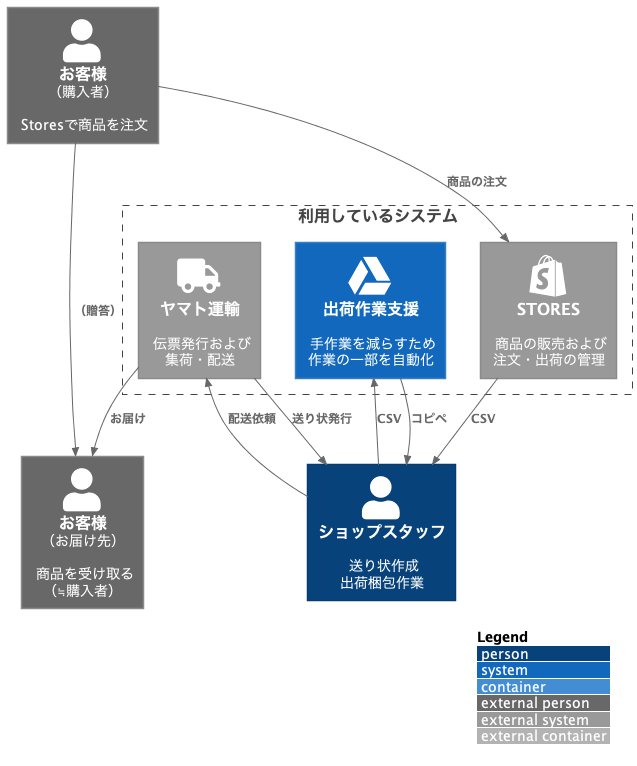 お客様
（購入者）
Storesで商品を注文
商品の注文
利用しているシステム
ヤマト運輸
伝票発行および
集荷・配送
出荷作業支援
手作業を減らすため
作業の一部を自動化
STORES
商品の販売および
注文・出荷の管理
（贈答）
お届け
配送依頼
送り状発行
CSV
コピペ
CSV
お客様
（お届け先）
商品を受け取る
（≒購入者）
ショップスタッフ
送り状作成
出荷梱包作業
Legend
person
system
container
external person
external system
external container